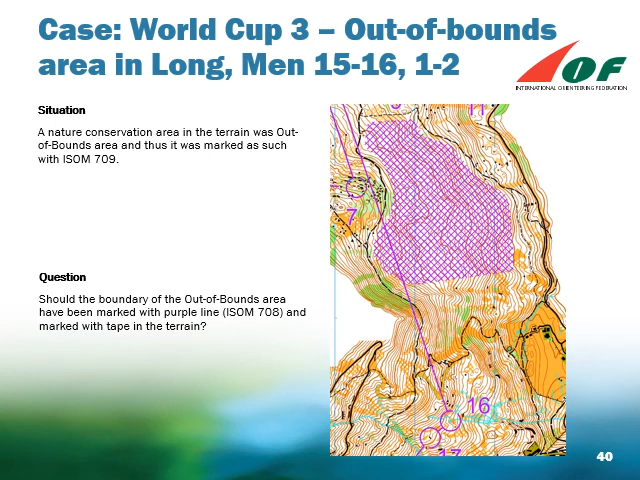 Case: World Cup 3 – Out-of-bounds
area in Long, Men 15-16, 1-2
IOF
INTERNATIONAL ORIENTEERING FEDERATION
Situation
A nature conservation area in the terrain was Out-
of-Bounds area and thus it was marked as such
with ISOM 709.
Question
Should the boundary of the Out-of-Bounds area
have been marked with purple line (ISOM 708) and
marked with tape in the terrain?
11
7
16
17
40